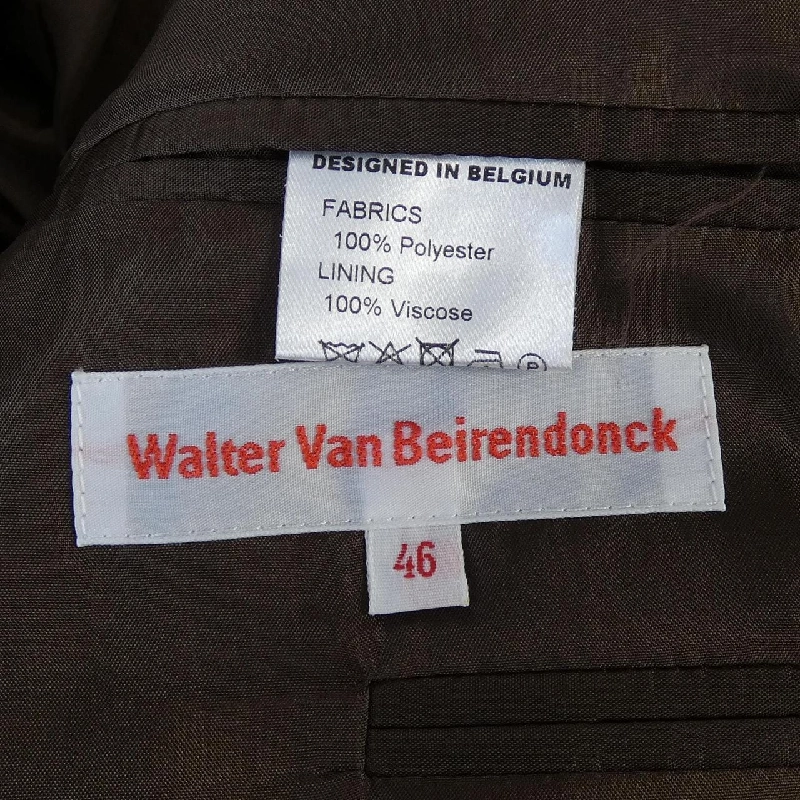 DESIGNED IN BELGIUM
FABRICS
100% Polyester
LINING
100% Viscose
P
Walter Van Beirendonck
46